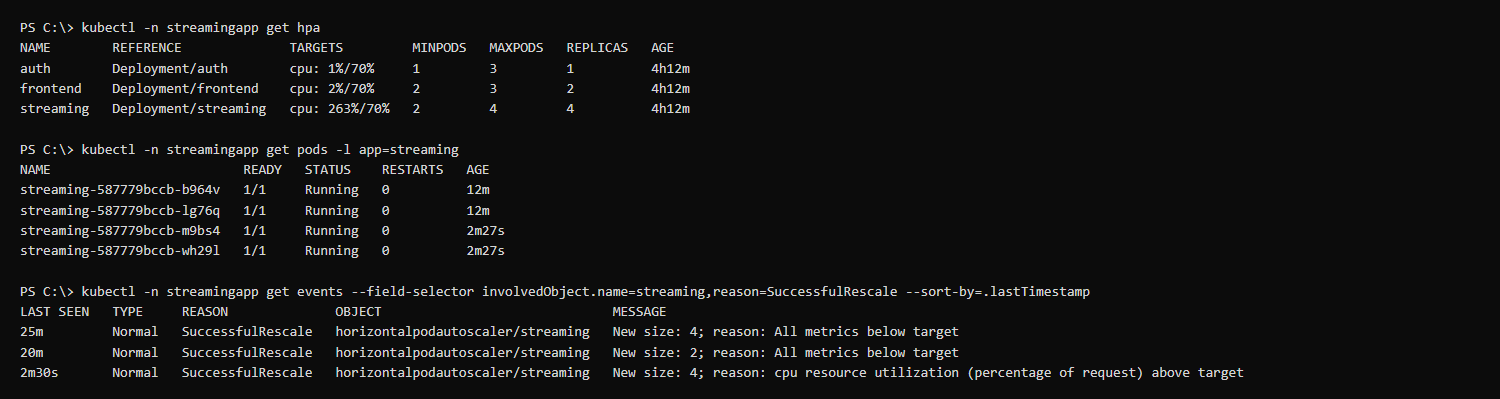 PS C:\> kubectl -n streamingapp get hpa
NAME        REFERENCE              TARGETS         MINPODS   MAXPODS   REPLICAS   AGE
auth        Deployment/auth        cpu: 1%/70%     1         3         1          4h12m
frontend    Deployment/frontend    cpu: 2%/70%     2         3         2          4h12m
streaming   Deployment/streaming   cpu: 263%/70%   2         4         4          4h12m
PS C:\> kubectl -n streamingapp get pods -l app=streaming
NAME                         READY   STATUS    RESTARTS   AGE
streaming-587779bccb-b964v   1/1     Running   0          12m
streaming-587779bccb-lg76q   1/1     Running   0          12m
streaming-587779bccb-m9bs4   1/1     Running   0          2m27s
streaming-587779bccb-wh29l   1/1     Running   0          2m27s
PS C:\> kubectl -n streamingapp get events --field-selector involvedObject.name=streaming,reason=SuccessfulRescale --sort-by=.lastTimestamp
LAST SEEN   TYPE     REASON              OBJECT                              MESSAGE
25m         Normal   SuccessfulRescale   horizontalpodautoscaler/streaming   New size: 4; reason: All metrics below target
20m         Normal   SuccessfulRescale   horizontalpodautoscaler/streaming   New size: 2; reason: All metrics below target
2m30s       Normal   SuccessfulRescale   horizontalpodautoscaler/streaming   New size: 4; reason: cpu resource utilization (percentage of request) above target